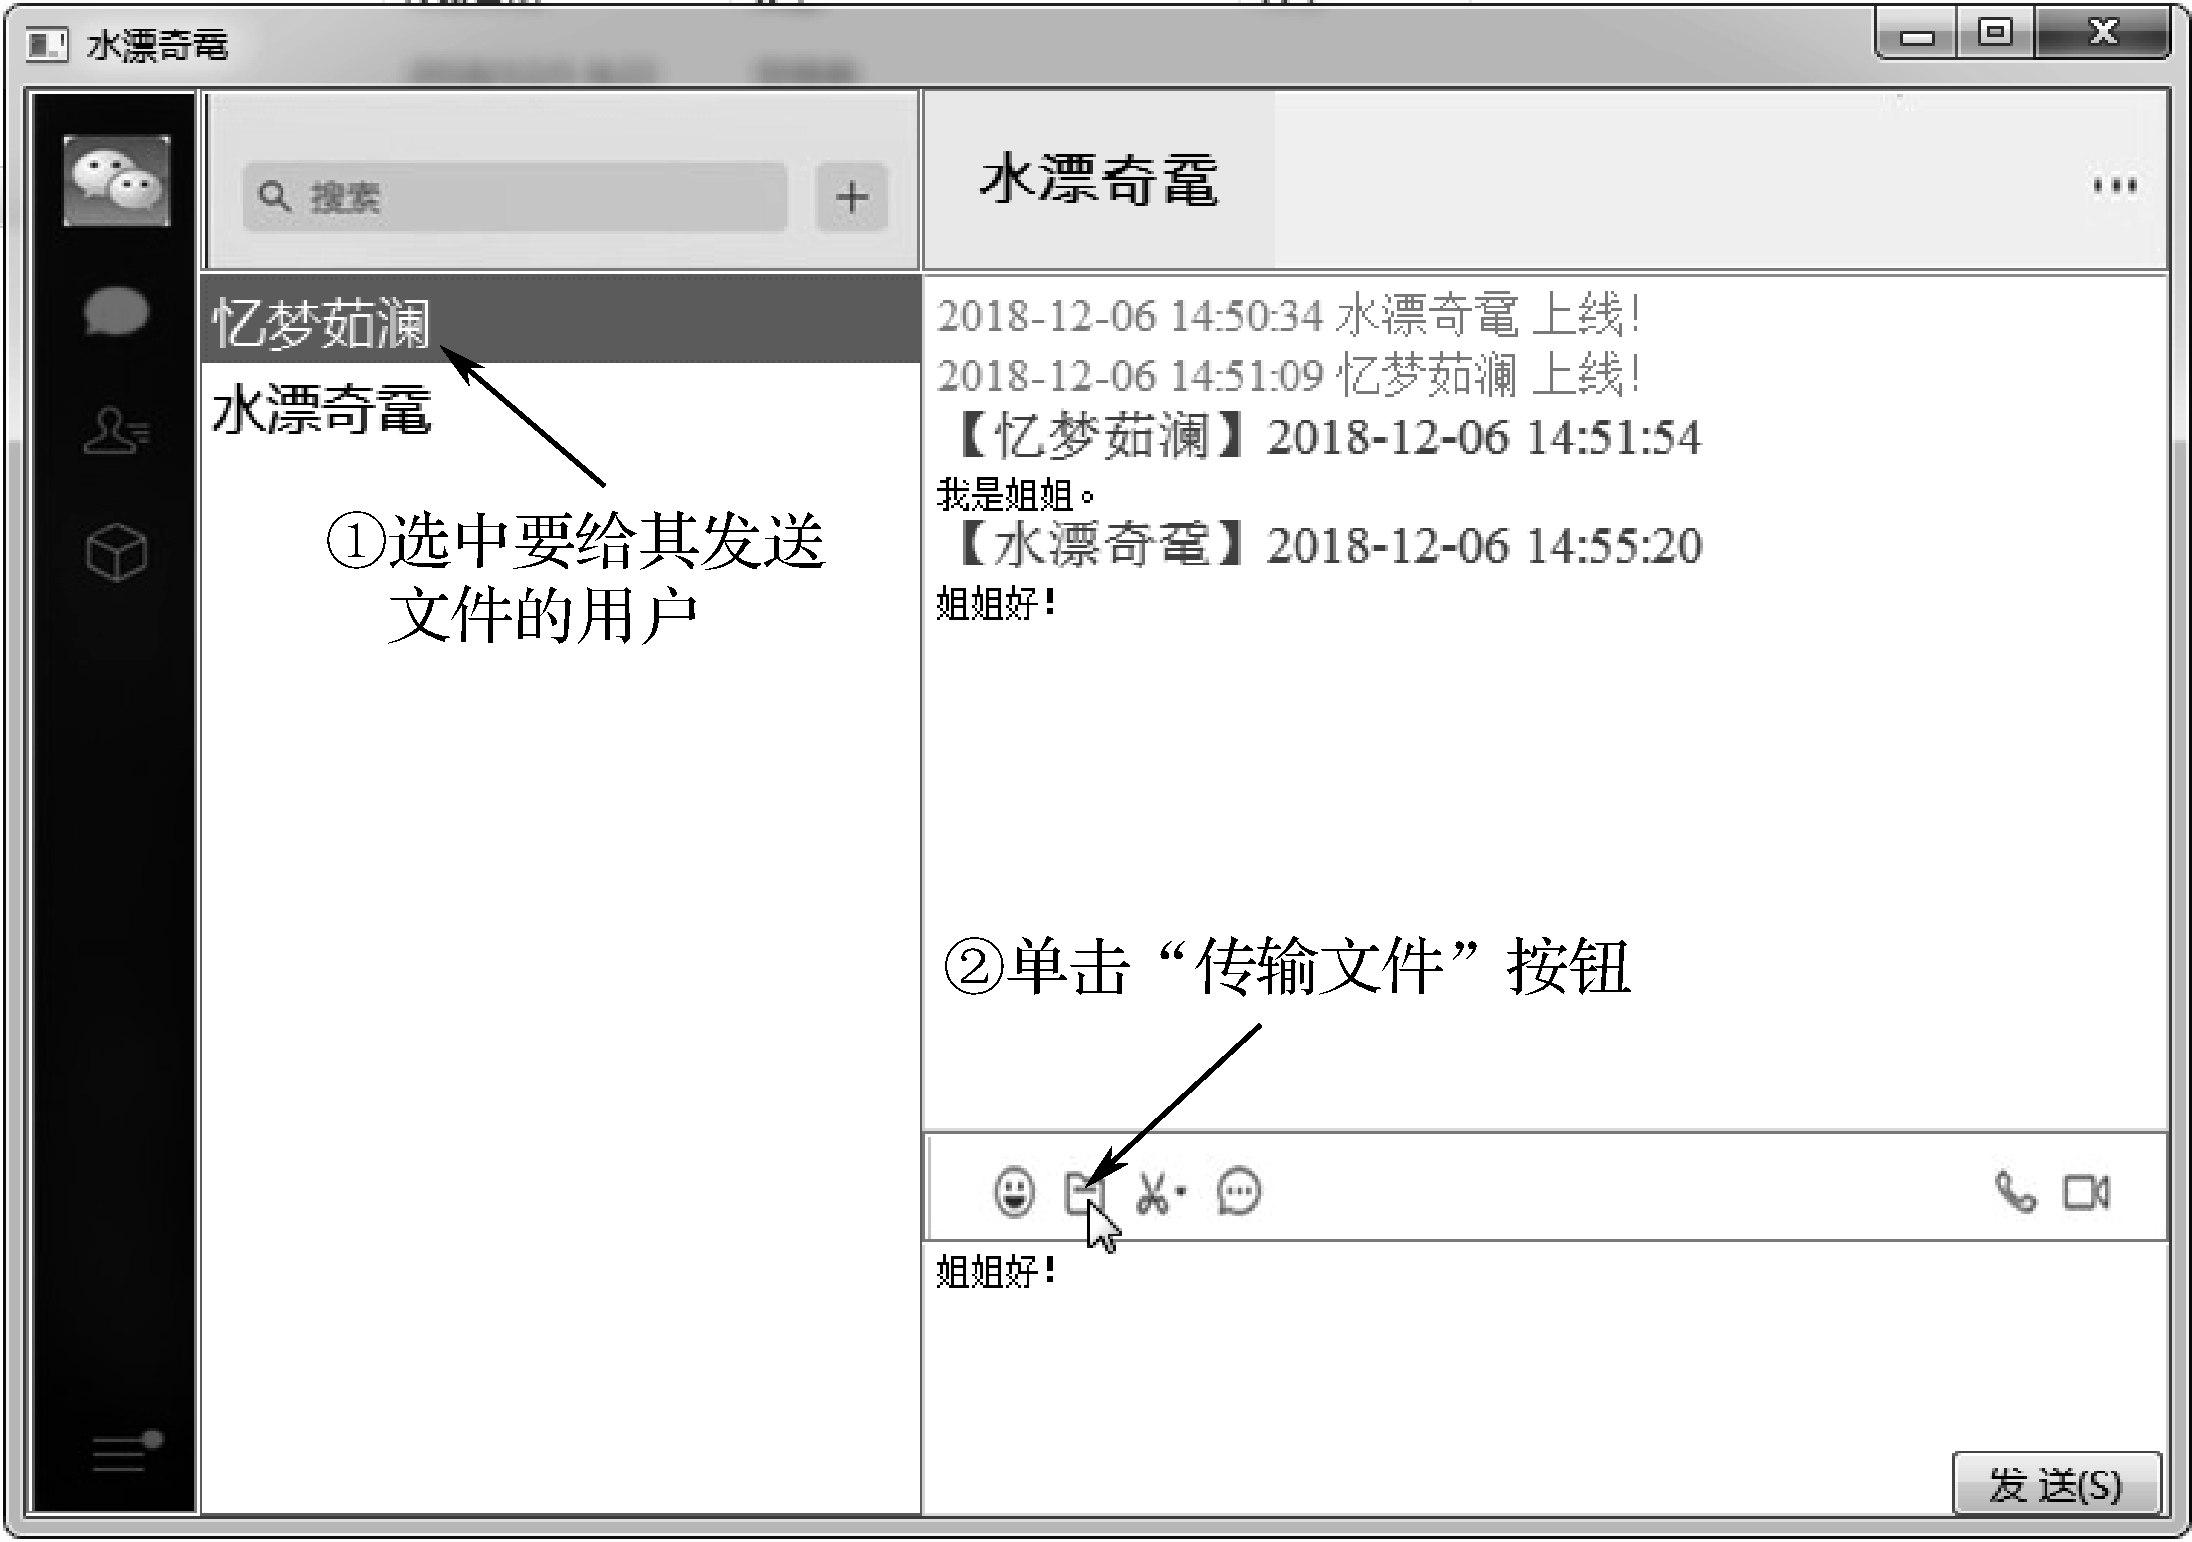 水漂奇鼋
搜索
水漂奇鼋
忆梦茹澜
水漂奇鼋
①选中要给其发送
文件的用户
2018-12-06 14:50:34 水漂奇鼋 上线！
2018-12-06 14:51:09 忆梦茹澜 上线！
【忆梦茹澜】2018-12-06 14:51:54
我是姐姐。
【水漂奇鼋】2018-12-06 14:55:20
姐姐好！
②单击“传输文件”按钮
姐姐好！
发 送(S)